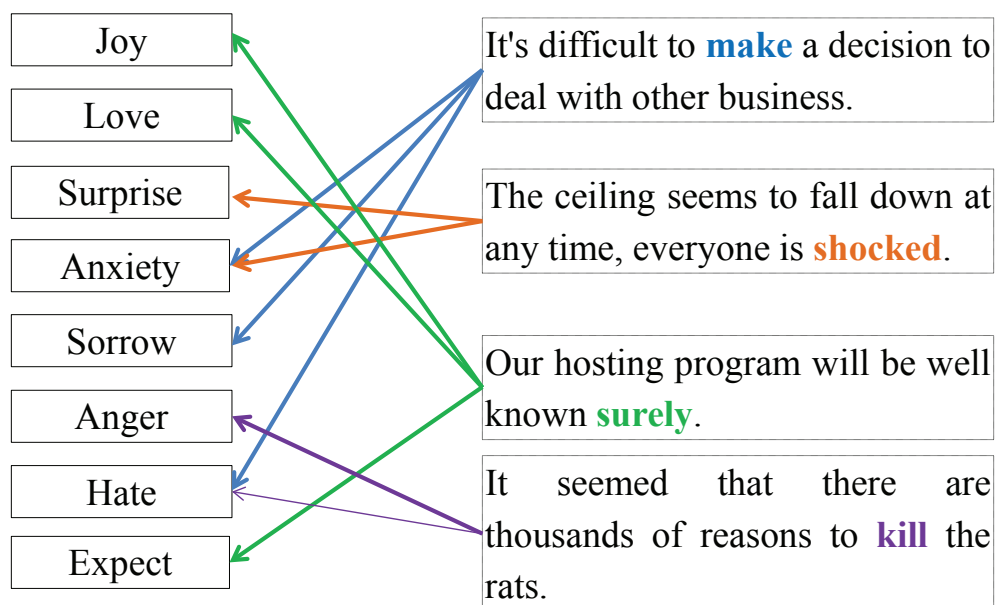 Joy
Love
Surprise
Anxiety
Sorrow
Anger
Hate
Expect
It's difficult to make a decision to
deal with other business.
The ceiling seems to fall down at
any time, everyone is shocked.
Our hosting program will be well
known surely.
It seemed that there are
thousands of reasons to kill the
rats.